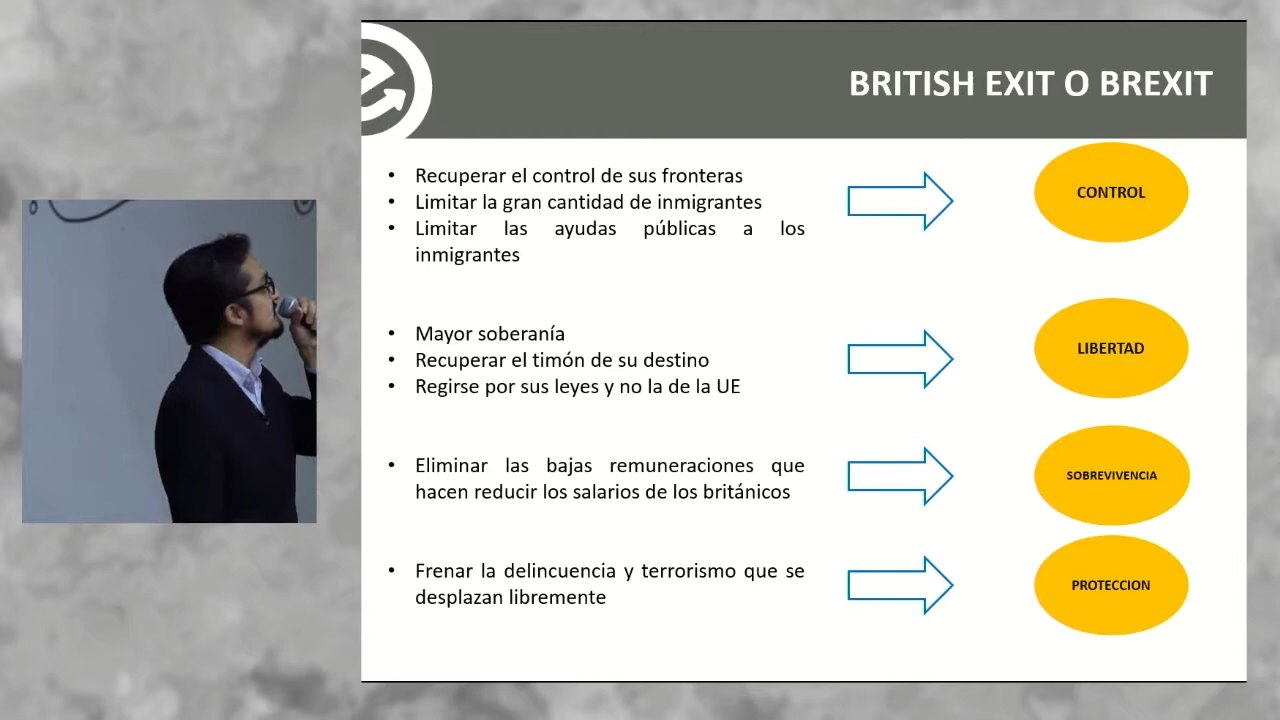 BRITISH EXIT O BREXIT
• Recuperar el control de sus fronteras
• Limitar la gran cantidad de inmigrantes
• Limitar las ayudas públicas a los
inmigrantes
CONTROL
• Mayor soberanía
• Recuperar el timón de su destino
• Regirse por sus leyes y no la de la UE
LIBERTAD
• Eliminar las bajas remuneraciones que
hacen reducir los salarios de los británicos
SOBREVIVENCIA
• Frenar la delincuencia y terrorismo que se
desplazan libremente
PROTECCION